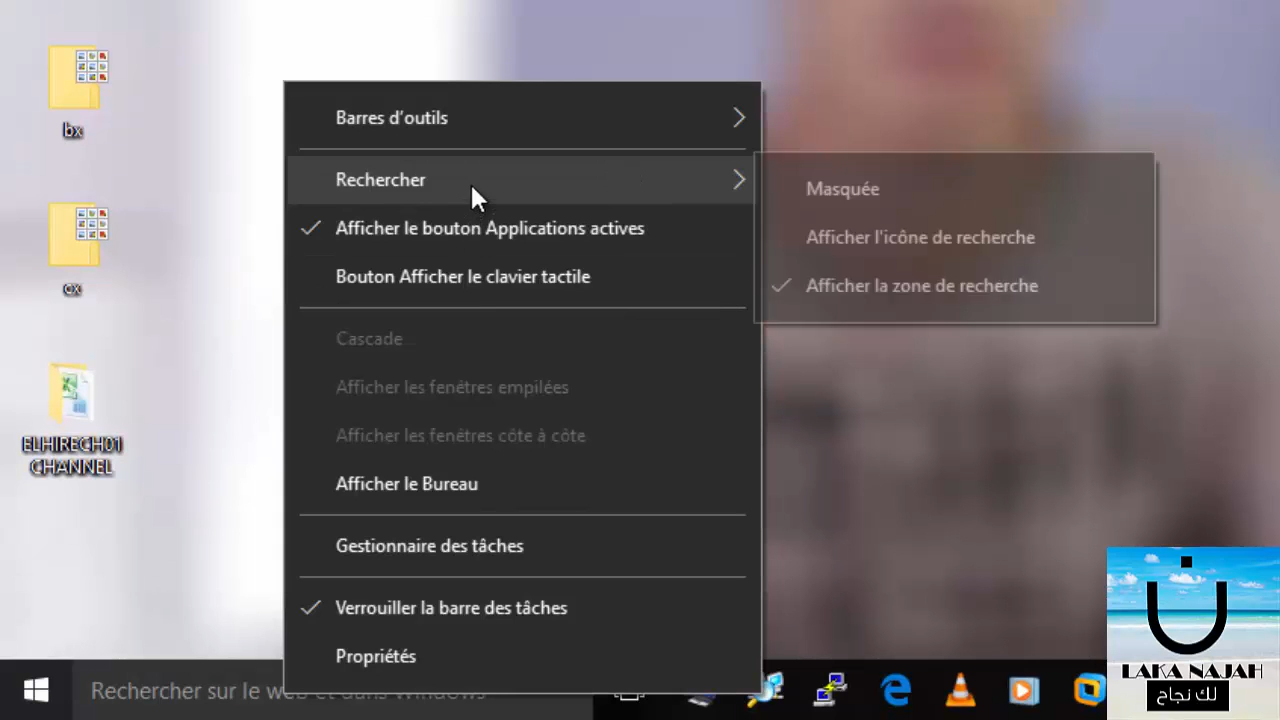 bx
cx
ELHIRECH01
CHANNEL
Barres d'outils
Rechercher
Afficher le bouton Applications actives
Bouton Afficher le clavier tactile
Cascade...
Afficher les fenêtres empilées
Afficher les fenêtres côte à côte
Afficher le Bureau
Gestionnaire des tâches
Verrouiller la barre des tâches
Propriétés
Masquée
Afficher l'icône de recherche
Afficher la zone de recherche
Rechercher sur le web et dans Windows
LAKA NAJAH
لك نجاح